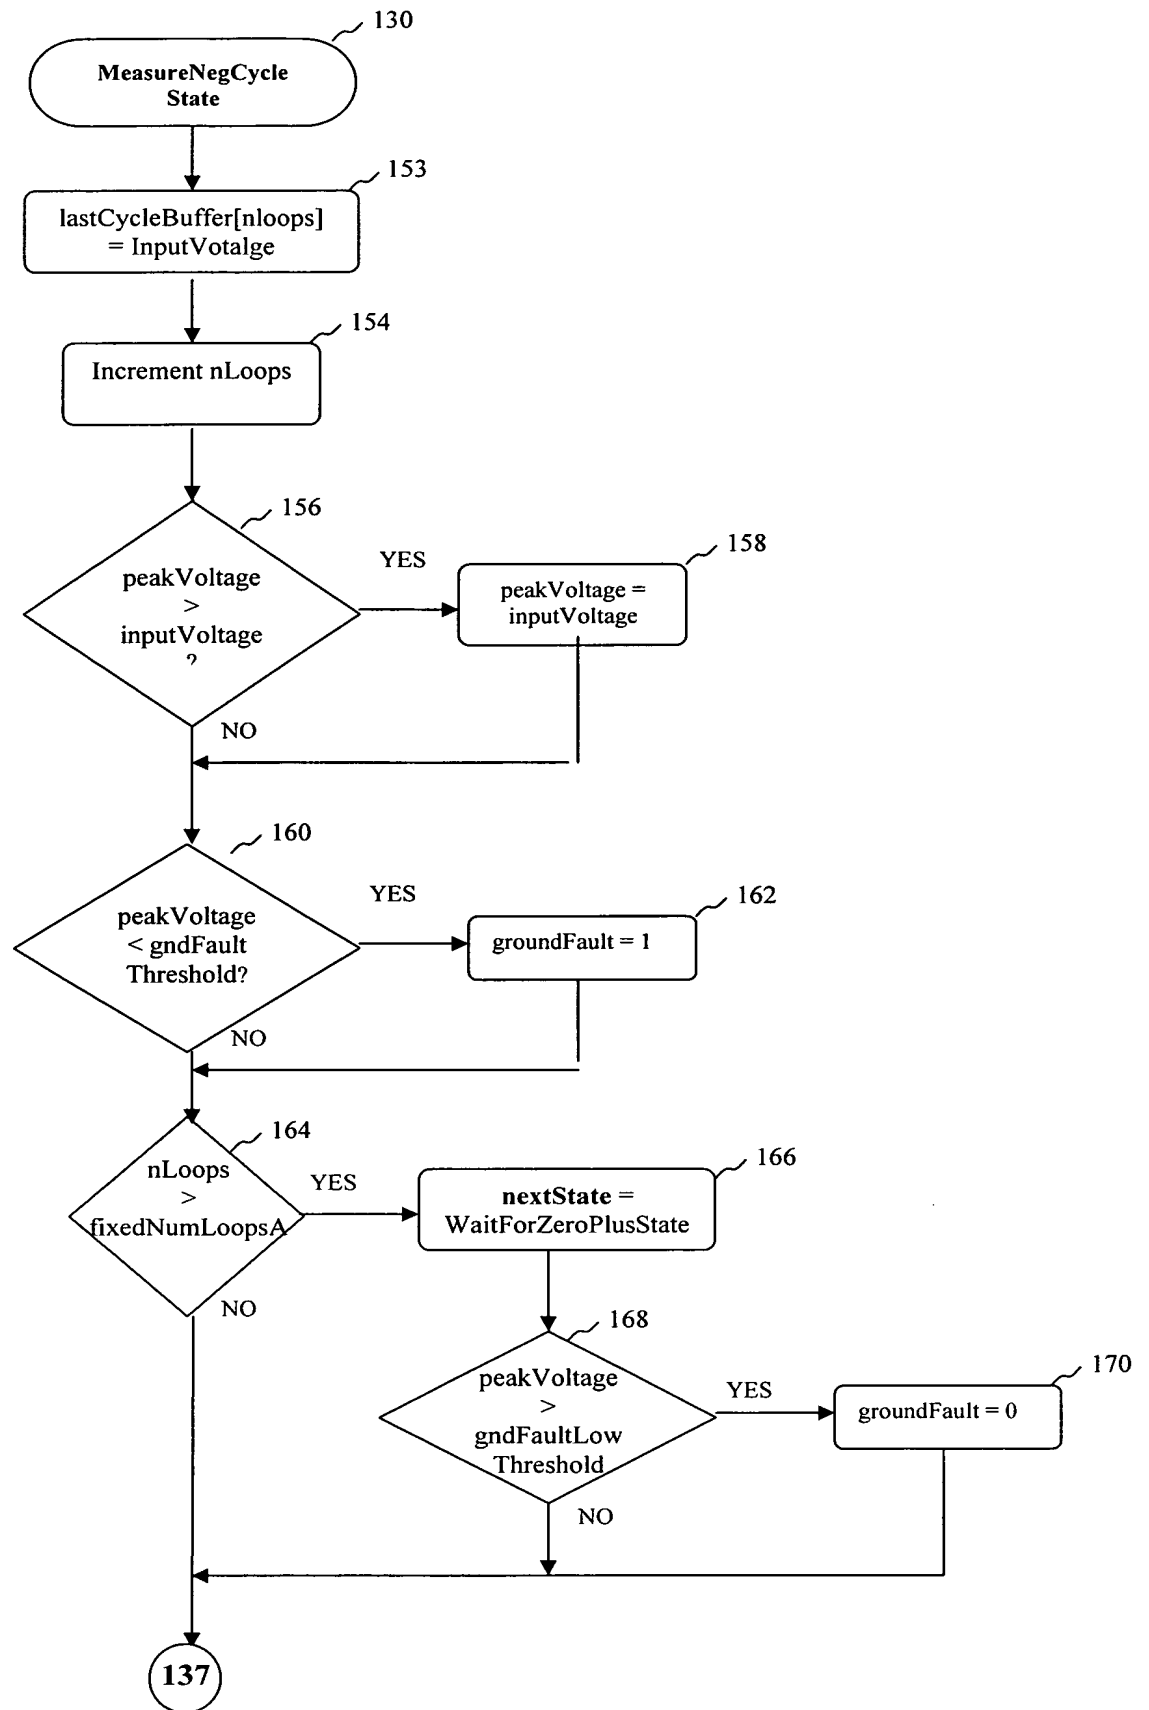 130
MeasureNegCycle
State
153
lastCycleBuffer[nloops]
= InputVotalge
154
Increment nLoops
156
peakVoltage
>
inputVoltage
?
YES
158
peakVoltage =
inputVoltage
NO
160
peakVoltage
< gndFault
Threshold?
YES
162
groundFault = 1
NO
164
nLoops
>
fixedNumLoopsA
YES
166
nextState =
WaitForZeroPlusState
NO
168
peakVoltage
>
gndFaultLow
Threshold
YES
170
groundFault = 0
NO
137